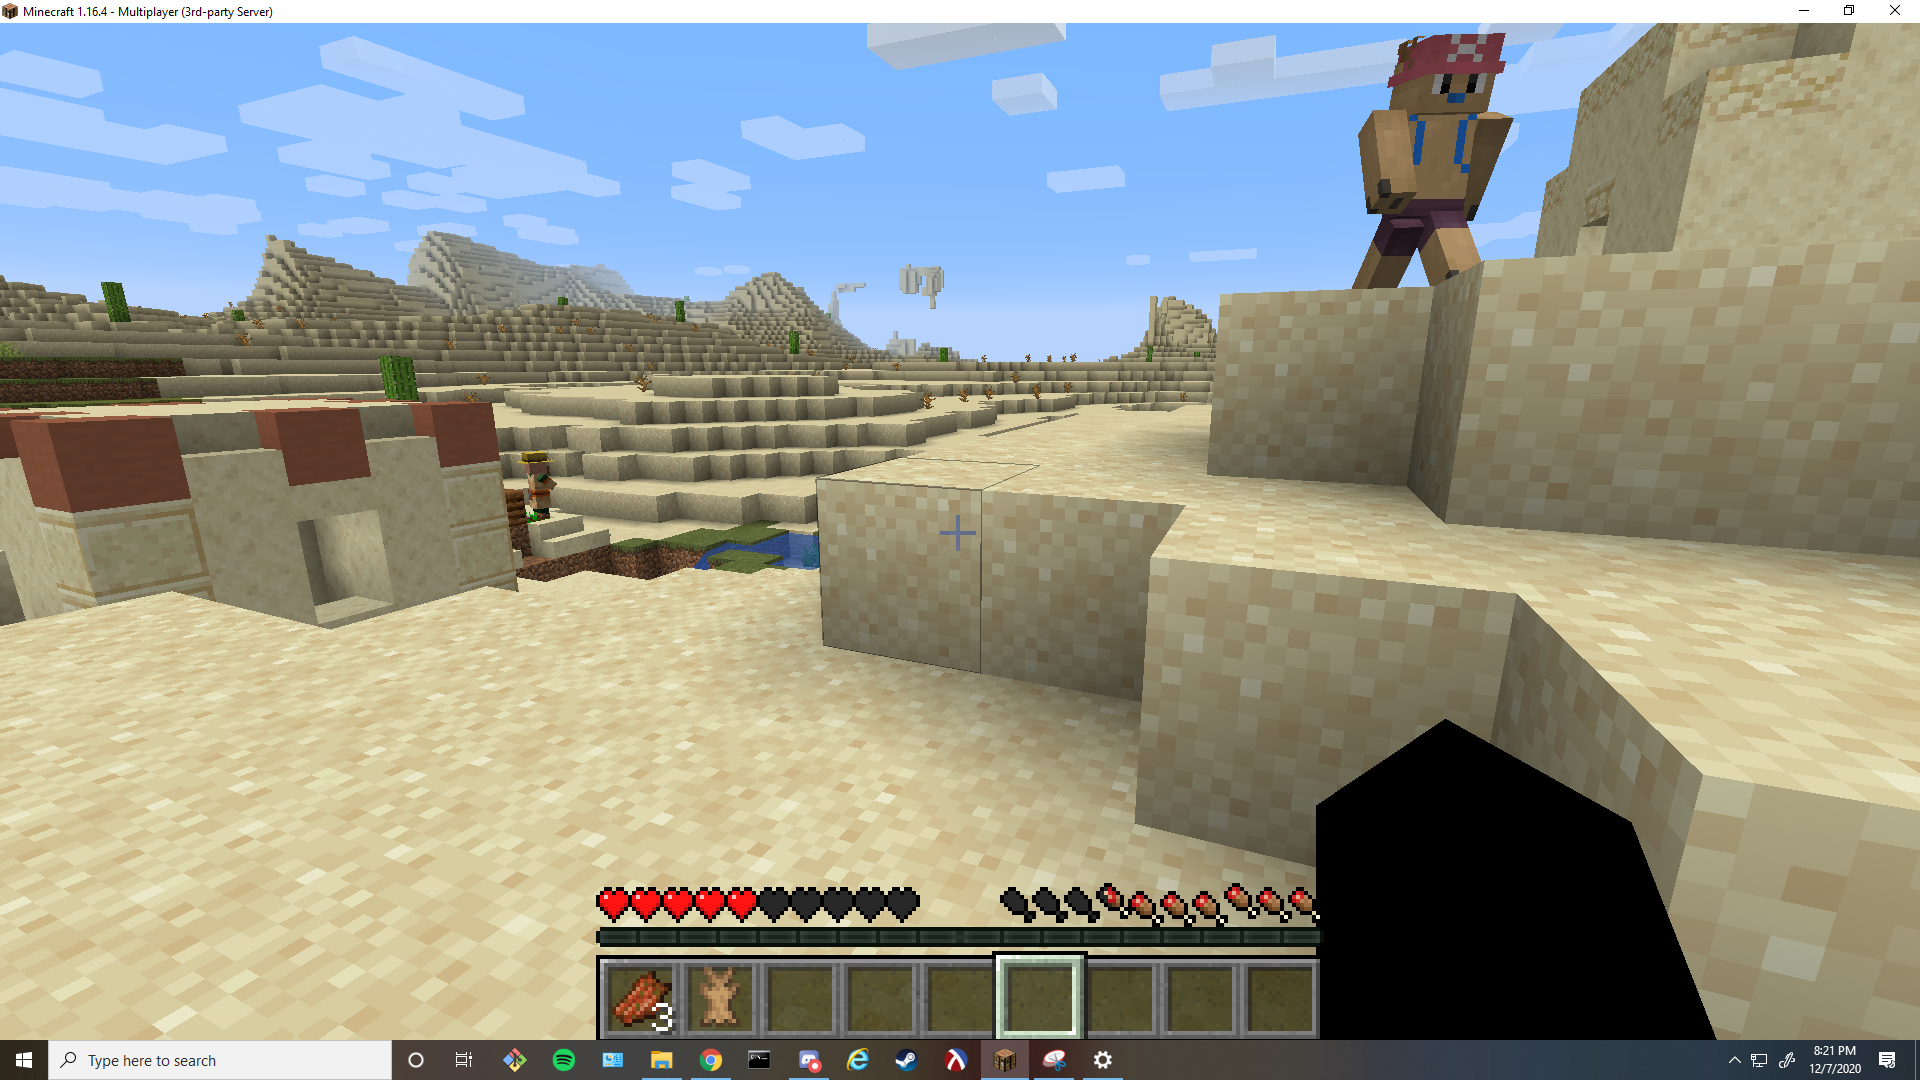 Minecraft 1.16.4 - Multiplayer (3rd-party Server)
3
Type here to search
8:21 PM
12/7/2020